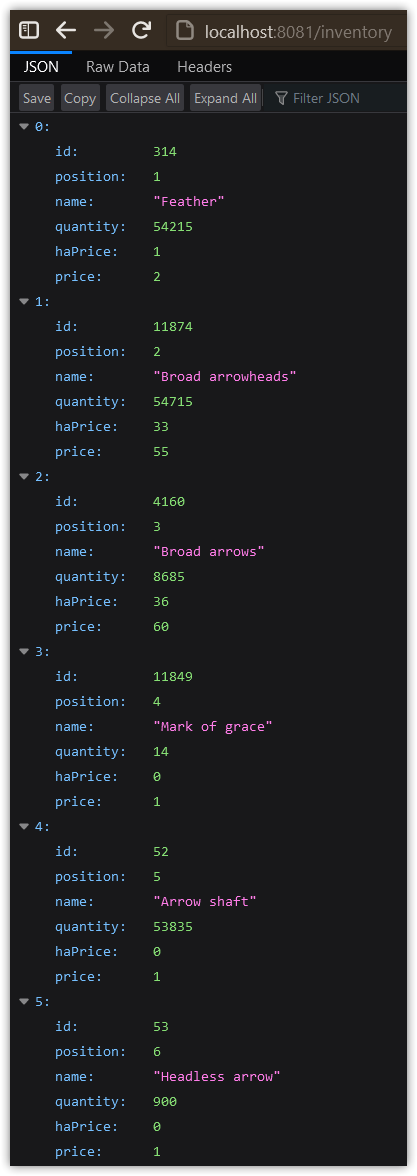 localhost:8081/inventory
JSON Raw Data Headers
Save Copy Collapse All Expand All Filter JSON
0:
id: 314
position: 1
name: "Feather"
quantity: 54215
haPrice: 1
price: 2
1:
id: 11874
position: 2
name: "Broad arrowheads"
quantity: 54715
haPrice: 33
price: 55
2:
id: 4160
position: 3
name: "Broad arrows"
quantity: 8685
haPrice: 36
price: 60
3:
id: 11849
position: 4
name: "Mark of grace"
quantity: 14
haPrice: 0
price: 1
4:
id: 52
position: 5
name: "Arrow shaft"
quantity: 53835
haPrice: 0
price: 1
5:
id: 53
position: 6
name: "Headless arrow"
quantity: 900
haPrice: 0
price: 1